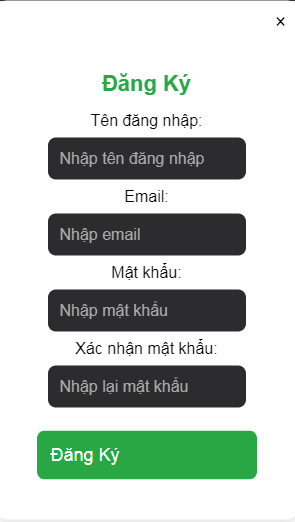 ×
Đăng Ký
Tên đăng nhập:
Nhập tên đăng nhập
Email:
Nhập email
Mật khẩu:
Nhập mật khẩu
Xác nhận mật khẩu:
Nhập lại mật khẩu
Đăng Ký